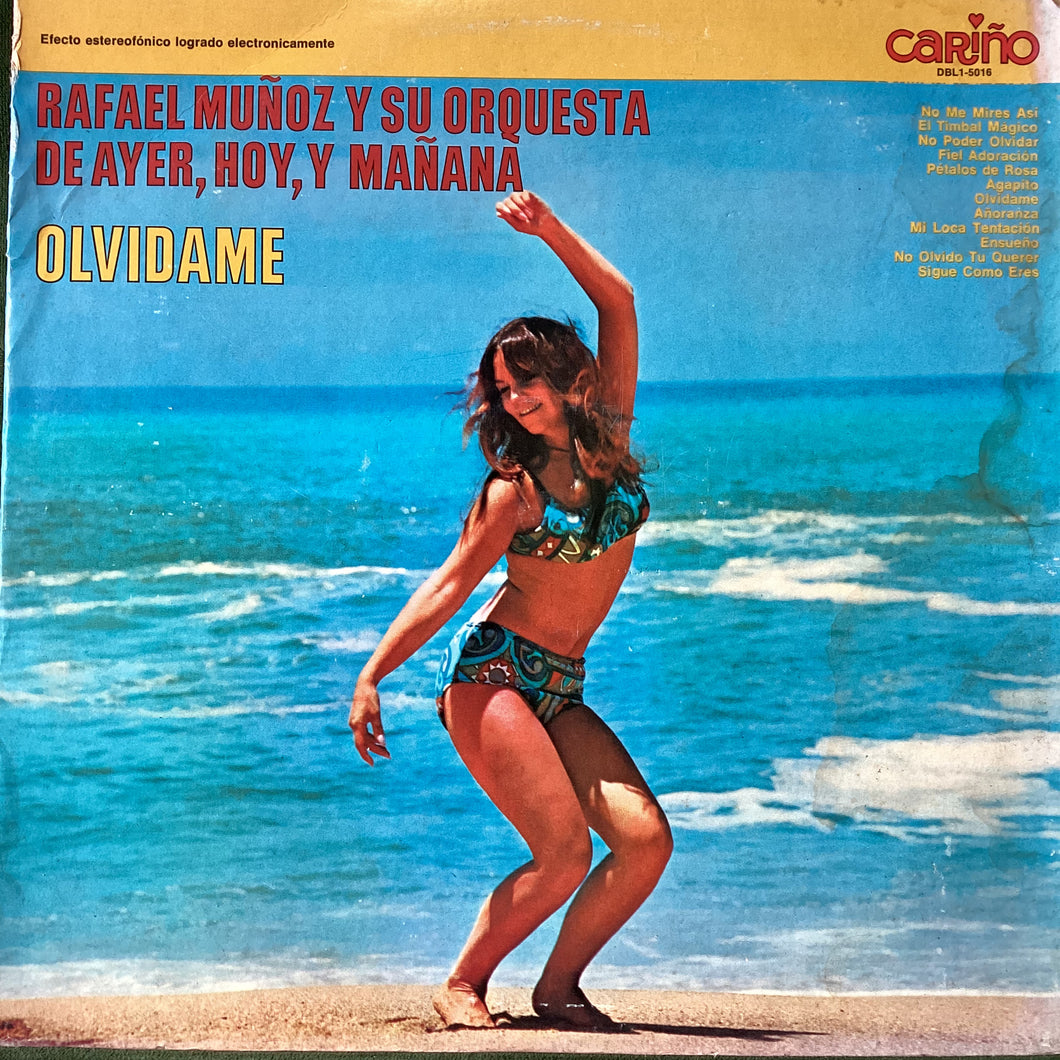 Efecto estereofónico logrado electronicamente
CARIÑO
DBL1-5016
RAFAEL MUÑOZ Y SU ORQUESTA
DE AYER, HOY, Y MAÑANA
OLVIDAME
No Me Mires Asi
El Timbal Mágico
No Poder Olvidar
Fiel Adoración
Pétalos de Rosa
Agapito
Olvídame
Añoranza
Mi Loca Tentación
Ensueño
No Olvido Tu Querer
Sigue Como Eres